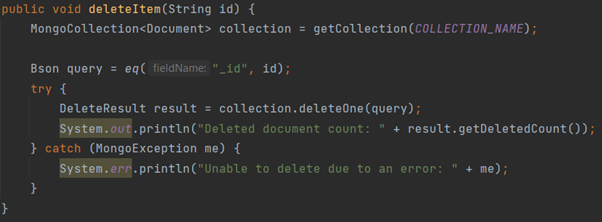 public void deleteItem(String id) {
MongoCollection<Document> collection = getCollection(COLLECTION_NAME);
Bson query = eq( fieldName: "_id", id);
try {
DeleteResult result = collection.deleteOne(query);
System.out.println("Deleted document count: " + result.getDeletedCount());
} catch (MongoException me) {
System.err.println("Unable to delete due to an error: " + me);
}
}